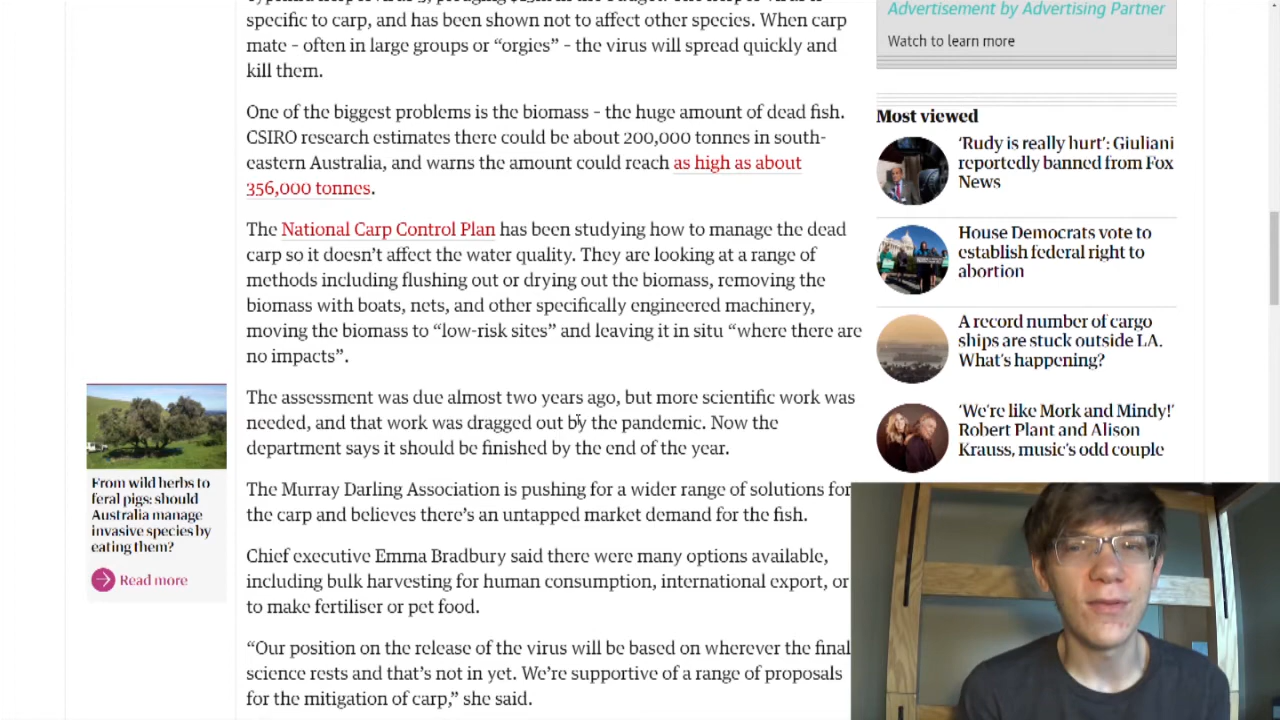 specific to carp, and has been shown not to affect other species. When carp
mate - often in large groups or “orgies” - the virus will spread quickly and
kill them.
One of the biggest problems is the biomass - the huge amount of dead fish.
CSIRO research estimates there could be about 200,000 tonnes in south-
eastern Australia, and warns the amount could reach as high as about
356,000 tonnes.
The National Carp Control Plan has been studying how to manage the dead
carp so it doesn’t affect the water quality. They are looking at a range of
methods including flushing out or drying out the biomass, removing the
biomass with boats, nets, and other specifically engineered machinery,
moving the biomass to “low-risk sites” and leaving it in situ “where there are
no impacts”.
The assessment was due almost two years ago, but more scientific work was
needed, and that work was dragged out by the pandemic. Now the
department says it should be finished by the end of the year.
The Murray Darling Association is pushing for a wider range of solutions for
the carp and believes there’s an untapped market demand for the fish.
Chief executive Emma Bradbury said there were many options available,
including bulk harvesting for human consumption, international export, or
to make fertiliser or pet food.
“Our position on the release of the virus will be based on wherever the final
science rests and that’s not in yet. We’re supportive of a range of proposals
for the mitigation of carp,” she said.
From wild herbs to
feral pigs: should
Australia manage
invasive species by
eating them?
Read more
Advertisement by Advertising Partner
Watch to learn more
Most viewed
‘Rudy is really hurt’: Giuliani
reportedly banned from Fox
News
House Democrats vote to
establish federal right to
abortion
A record number of cargo
ships are stuck outside LA.
What’s happening?
‘We’re like Mork and Mindy!’
Robert Plant and Alison
Krauss, music’s odd couple